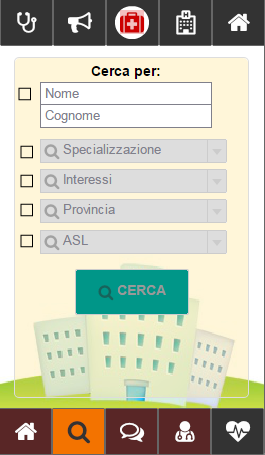 Cerca per:
Nome
Cognome
Specializzazione
Interessi
Provincia
ASL
CERCA